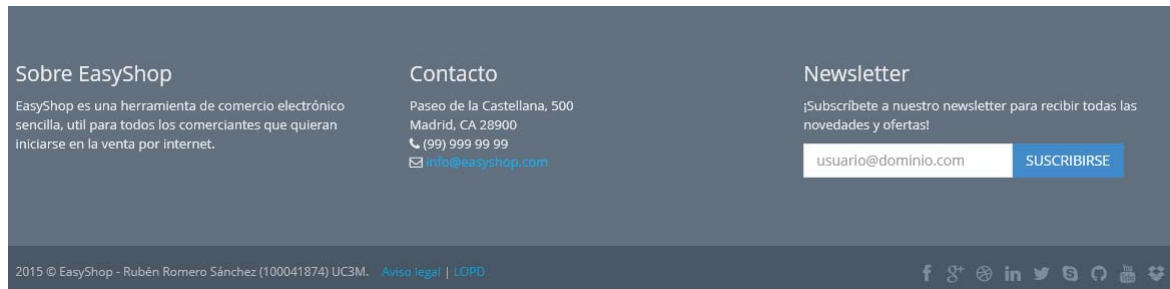 Sobre EasyShop
EasyShop es una herramienta de comercio electrónico
sencilla, util para todos los comerciantes que quieran
iniciarse en la venta por internet.
Contacto
Paseo de la Castellana, 500
Madrid, CA 28900
(99) 999 99 99
info@easyshop.com
Newsletter
¡Subscríbete a nuestro newsletter para recibir todas las
novedades y ofertas!
usuario@dominio.com SUSCRIBIRSE
2015 © EasyShop - Rubén Romero Sánchez (100041874) UC3M. Aviso legal | LOPD